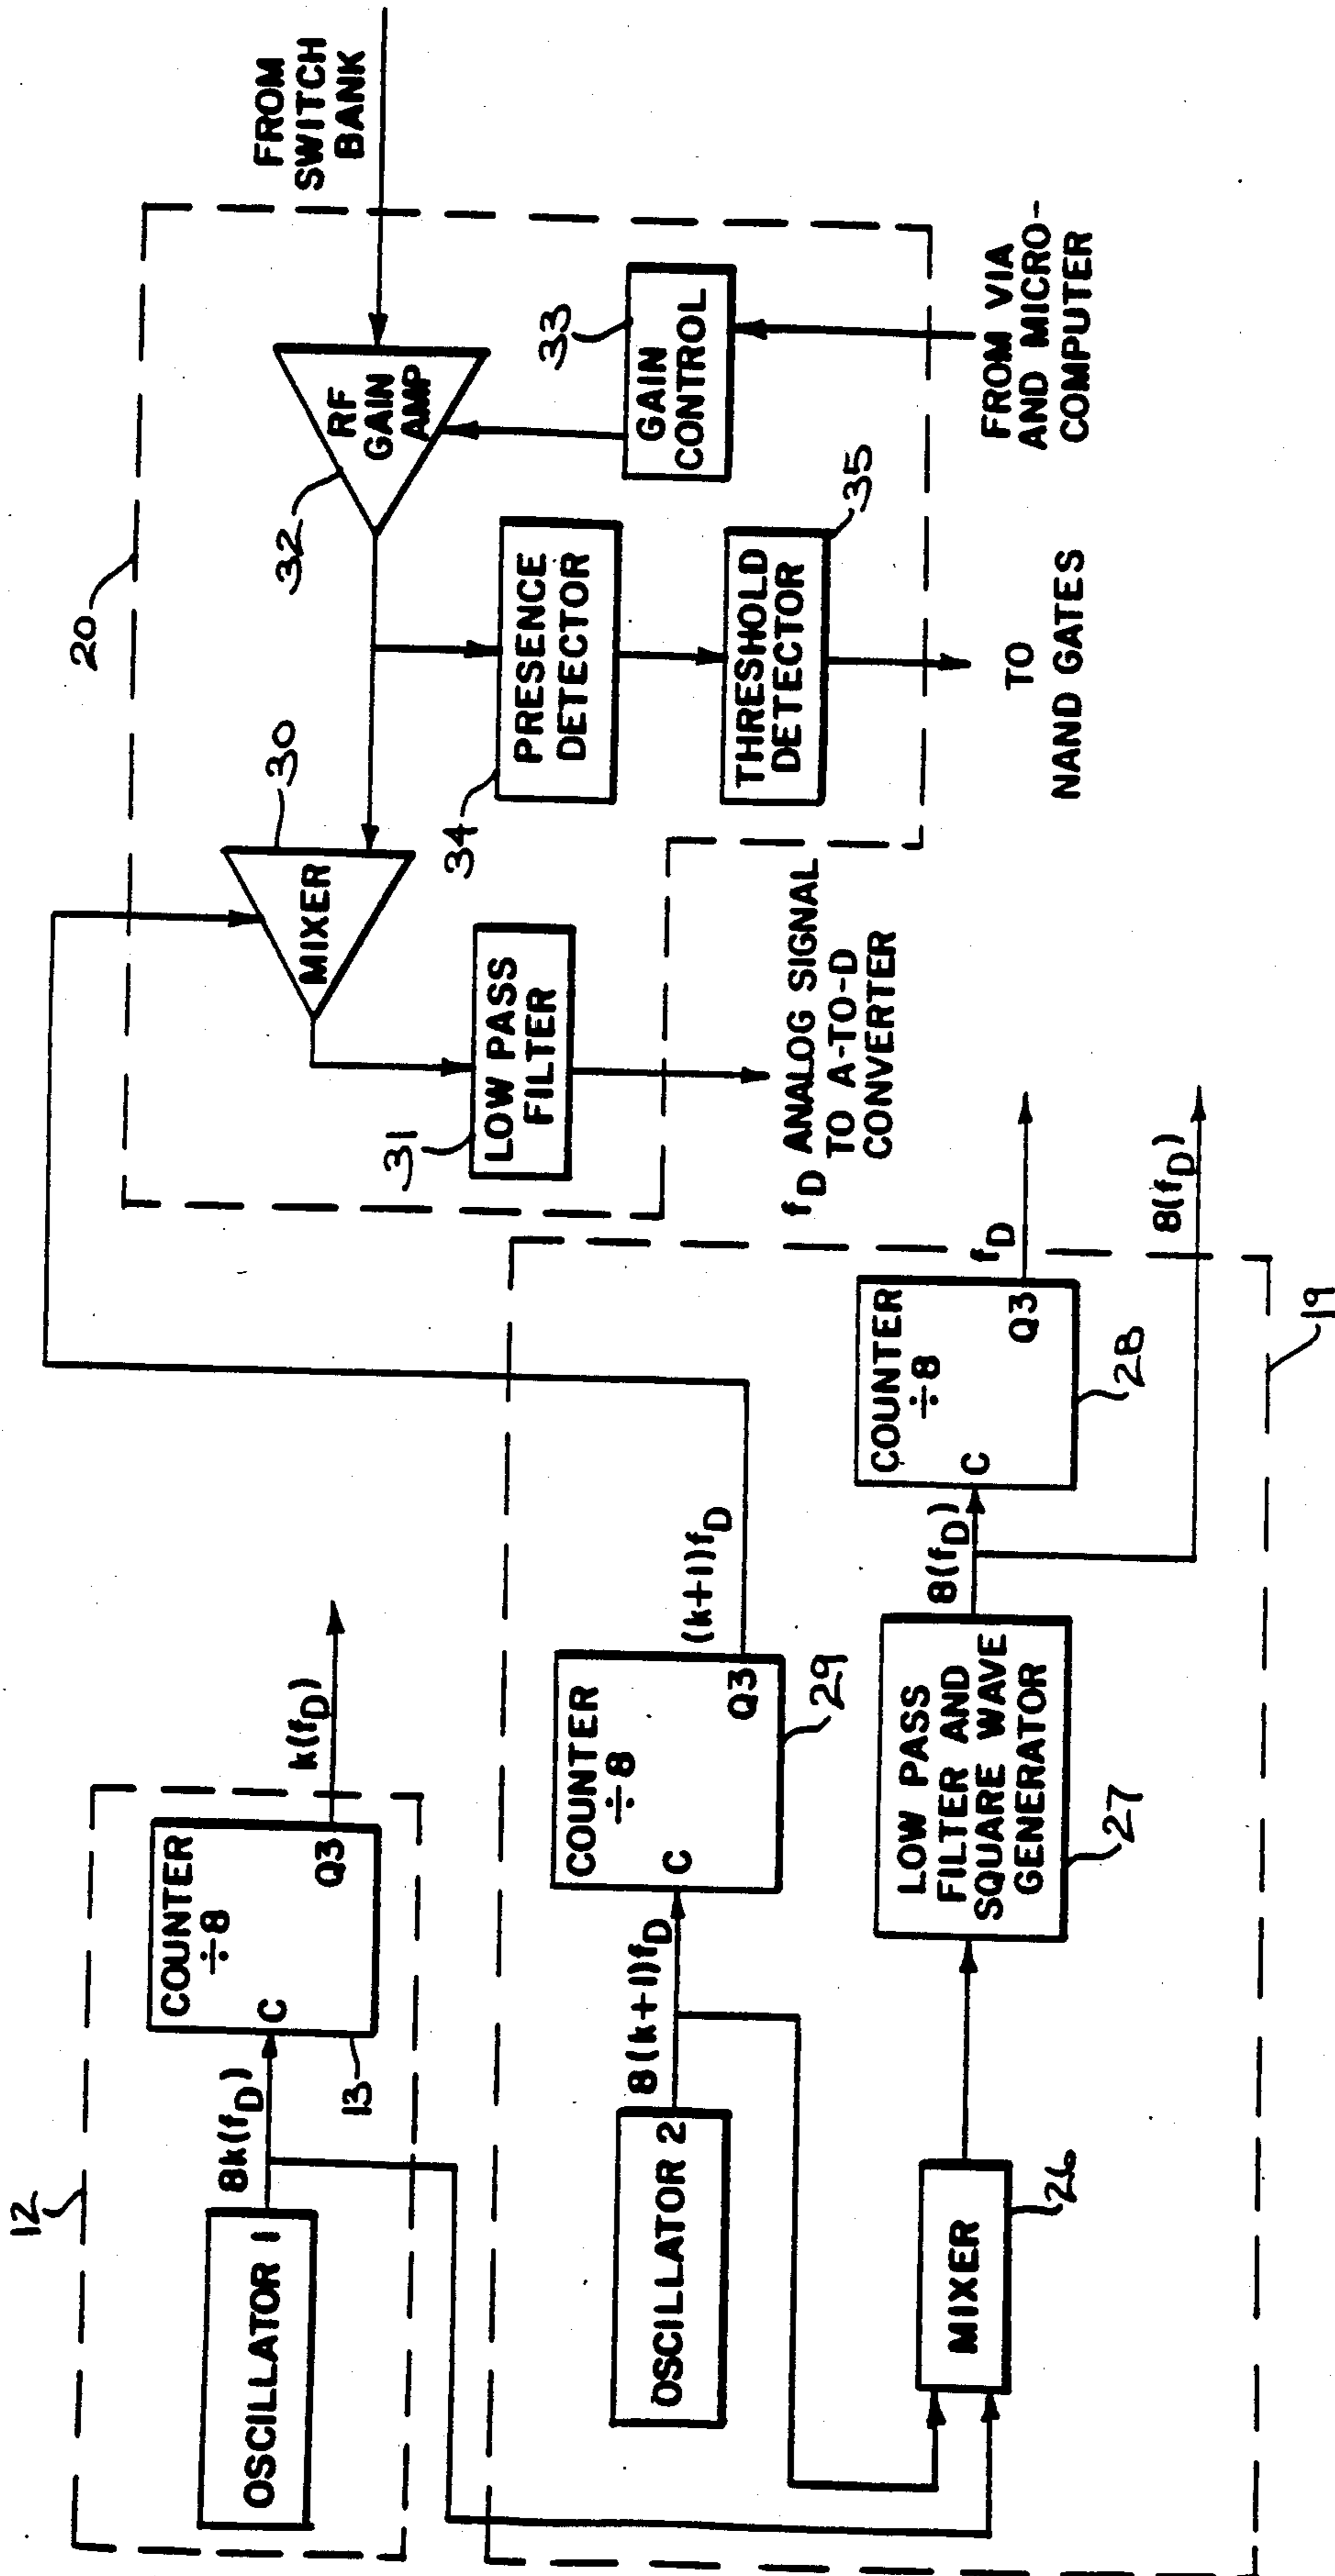 12
OSCILLATOR 1
8k(fD)
COUNTER
÷8
C
Q3
13
k(fD)
OSCILLATOR 2
8(k+1)fD
COUNTER
÷8
C
Q3
29
(k+1)fD
MIXER
26
LOW PASS
FILTER AND
SQUARE WAVE
GENERATOR
27
8(fD)
COUNTER
÷8
C
Q3
28
fD
8(fD)
19
20
MIXER
30
LOW PASS
FILTER
31
fD ANALOG SIGNAL
TO A-TO-D
CONVERTER
RF
GAIN
AMP
32
FROM
SWITCH
BANK
GAIN
CONTROL
33
FROM VIA
AND MICRO-
COMPUTER
PRESENCE
DETECTOR
34
THRESHOLD
DETECTOR
35
TO
NAND GATES